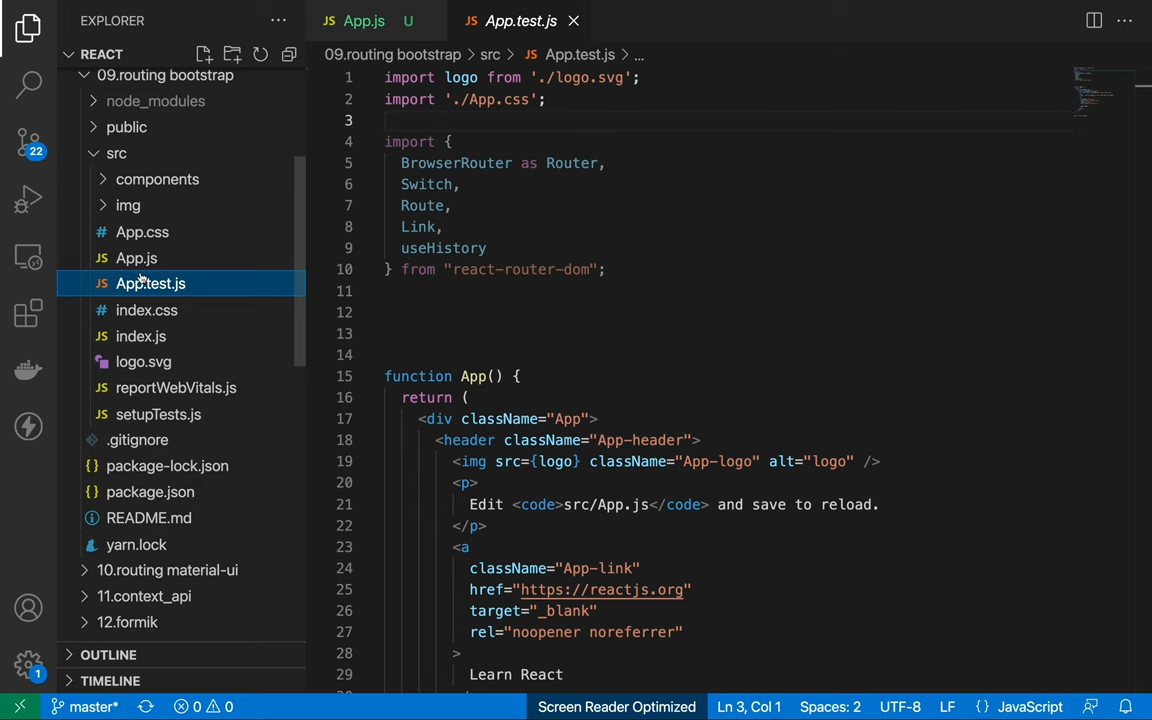 EXPLORER
REACT
09.routing bootstrap
node_modules
public
src
components
img
App.css
App.js
App.test.js
index.css
index.js
logo.svg
reportWebVitals.js
setupTests.js
.gitignore
package-lock.json
package.json
README.md
yarn.lock
10.routing material-ui
11.context_api
12.formik
OUTLINE
TIMELINE
22
1
JS App.js U
JS App.test.js
09.routing bootstrap > src > JS App.test.js > ...
1 import logo from './logo.svg';
2 import './App.css';
3
4 import {
5 BrowserRouter as Router,
6 Switch,
7 Route,
8 Link,
9 useHistory
10 } from "react-router-dom";
11
12
13
14
15 function App() {
16 return (
17 <div className="App">
18 <header className="App-header">
19 <img src={logo} className="App-logo" alt="logo" />
20 <p>
21 Edit <code>src/App.js</code> and save to reload.
22 </p>
23 <a
24 className="App-link"
25 href="https://reactjs.org"
26 target="_blank"
27 rel="noopener noreferrer"
28 >
29 Learn React
master* 0 0 Screen Reader Optimized Ln 3, Col 1 Spaces: 2 UTF-8 LF {} JavaScript